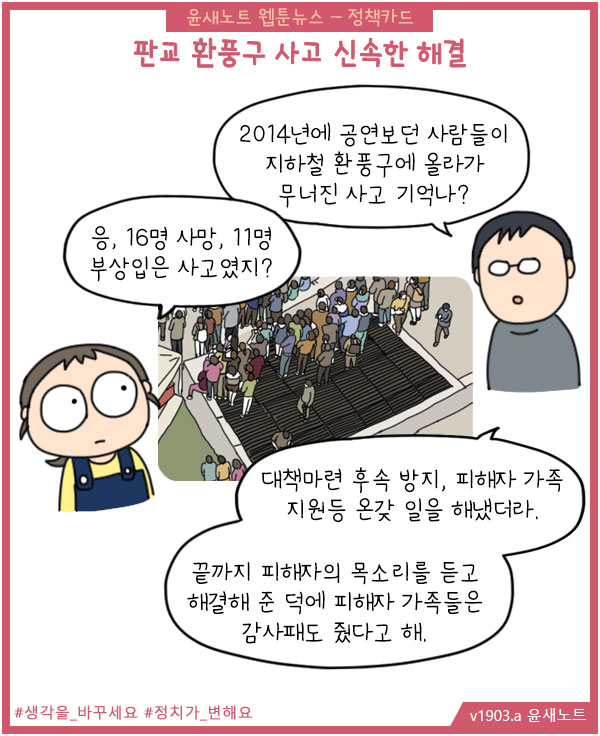 윤새노트 웹툰뉴스 - 정책카드
판교 환풍구 사고 신속한 해결
2014년에 공연보던 사람들이
지하철 환풍구에 올라가
무너진 사고 기억나?
응, 16명 사망, 11명
부상입은 사고였지?
대책마련 후속 방지, 피해자 가족
지원등 온갖 일을 해냈더라.
끝까지 피해자의 목소리를 듣고
해결해 준 덕에 피해자 가족들은
감사패도 줬다고 해.
#생각을_바꾸세요 #정치가_변해요
v1903.a 윤새노트